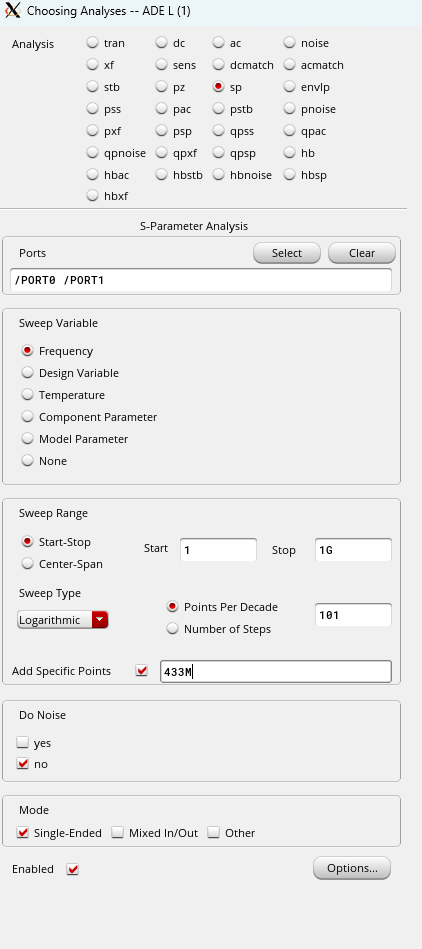 Choosing Analyses -- ADE L (1)
Analysis tran dc ac noise
xf sens dcmatch acmatch
stb pz sp envlp
pss pac pstb pnoise
pxf psp qpss qpac
qpnoise qpxf qpsp hb
hbac hbstb hbnoise hbsp
hbxf
S-Parameter Analysis
Ports Select Clear
/PORT0 /PORT1
Sweep Variable
Frequency
Design Variable
Temperature
Component Parameter
Model Parameter
None
Sweep Range
Start-Stop Start 1 Stop 1G
Center-Span
Sweep Type
Logarithmic Points Per Decade 101
Number of Steps
Add Specific Points 433M
Do Noise
yes
no
Mode
Single-Ended Mixed In/Out Other
Enabled Options...